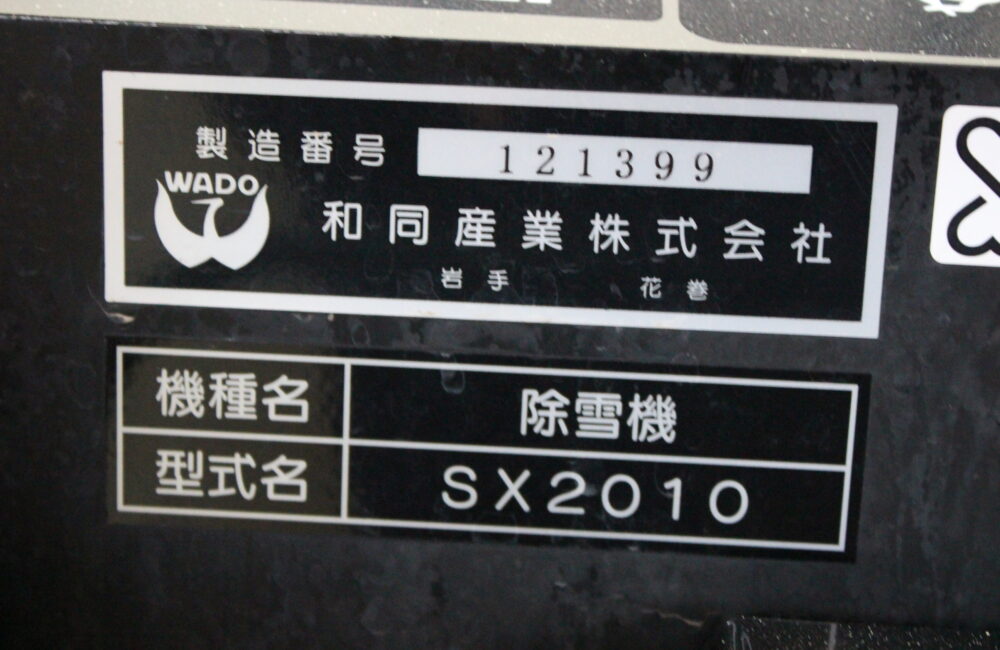 製造番号 121399
WADO
和同産業株式会社
岩手 花巻
機種名 除雪機
型式名 SX2010